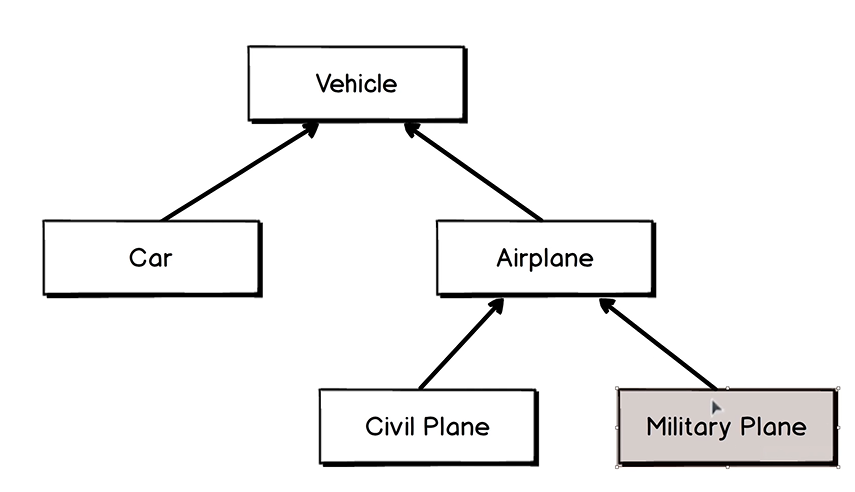 Vehicle
Car
Airplane
Civil Plane
Military Plane